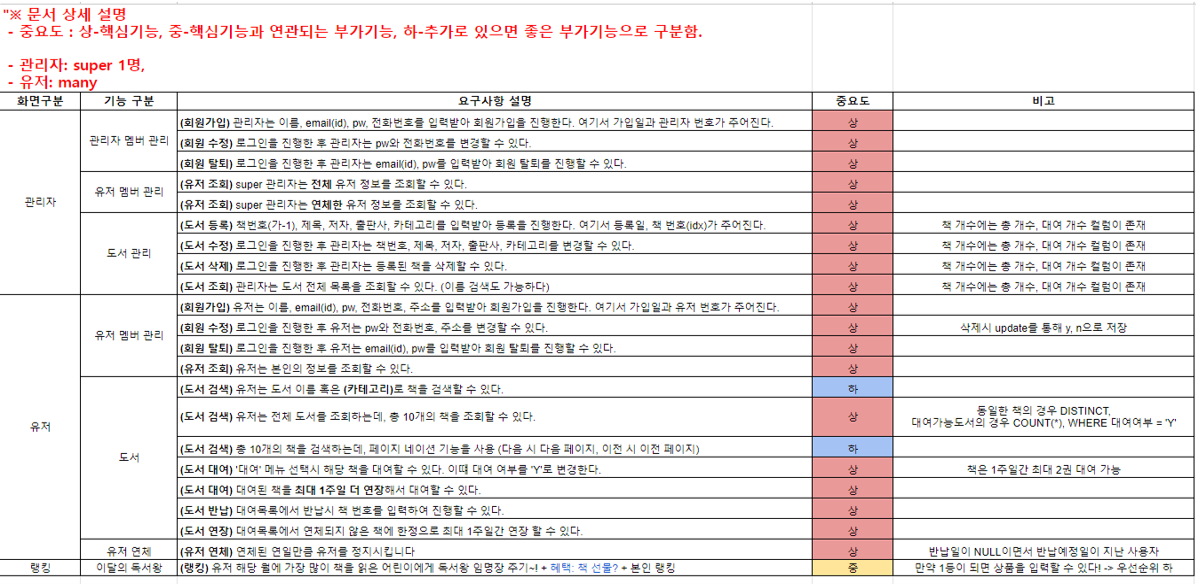 "※ 문서 상세 설명
- 중요도 : 상-핵심기능, 중-핵심기능과 연관되는 부가기능, 하-추가로 있으면 좋은 부가기능으로 구분함.
- 관리자: super 1명,
- 유저: many
화면구분 기능 구분 요구사항 설명 중요도 비고
관리자
관리자 멤버 관리
(회원가입) 관리자는 이름, email(id), pw, 전화번호를 입력받아 회원가입을 진행한다. 여기서 가입일과 관리자 번호가 주어진다. 상
(회원 수정) 로그인을 진행한 후 관리자는 pw와 전화번호를 변경할 수 있다. 상
(회원 탈퇴) 로그인을 진행한 후 관리자는 email(id), pw를 입력받아 회원 탈퇴를 진행할 수 있다. 상
유저 멤버 관리
(유저 조회) super 관리자는 전체 유저 정보를 조회할 수 있다. 상
(유저 조회) super 관리자는 연체한 유저 정보를 조회할 수 있다. 상
도서 관리
(도서 등록) 책번호(가-1), 제목, 저자, 출판사, 카테고리를 입력받아 등록을 진행한다. 여기서 등록일, 책 번호(idx)가 주어진다. 상 책 개수에는 총 개수, 대여 개수 컬럼이 존재
(도서 수정) 로그인을 진행한 후 관리자는 책번호, 제목, 저자, 출판사, 카테고리를 변경할 수 있다. 상 책 개수에는 총 개수, 대여 개수 컬럼이 존재
(도서 삭제) 로그인을 진행한 후 관리자는 등록된 책을 삭제할 수 있다. 상 책 개수에는 총 개수, 대여 개수 컬럼이 존재
(도서 조회) 관리자는 도서 전체 목록을 조회할 수 있다. (이름 검색도 가능하다) 상 책 개수에는 총 개수, 대여 개수 컬럼이 존재
유저
유저 멤버 관리
(회원가입) 유저는 이름, email(id), pw, 전화번호, 주소를 입력받아 회원가입을 진행한다. 여기서 가입일과 유저 번호가 주어진다. 상
(회원 수정) 로그인을 진행한 후 유저는 pw와 전화번호, 주소를 변경할 수 있다. 상 삭제시 update를 통해 y, n으로 저장
(회원 탈퇴) 로그인을 진행한 후 유저는 email(id), pw를 입력받아 회원 탈퇴를 진행할 수 있다. 상
(유저 조회) 유저는 본인의 정보를 조회할 수 있다. 상
도서
(도서 검색) 유저는 도서 이름 혹은 (카테고리)로 책을 검색할 수 있다. 하
(도서 검색) 유저는 전체 도서를 조회하는데, 총 10개의 책을 조회할 수 있다. 상 동일한 책의 경우 DISTINCT,
대여가능도서의 경우 COUNT(*), WHERE 대여여부 = 'Y'
(도서 검색) 총 10개의 책을 검색하는데, 페이지 네이션 기능을 사용 (다음 시 다음 페이지, 이전 시 이전 페이지) 하
(도서 대여) '대여' 메뉴 선택시 해당 책을 대여할 수 있다. 이때 대여 여부를 'Y'로 변경한다. 상 책은 1주일간 최대 2권 대여 가능
(도서 대여) 대여된 책을 최대 1주일 더 연장해서 대여할 수 있다. 상
(도서 반납) 대여목록에서 반납시 책 번호를 입력하여 진행할 수 있다. 상
(도서 연장) 대여목록에서 연체되지 않은 책에 한정으로 최대 1주일간 연장 할 수 있다. 상
유저 연체 (유저 연체) 연체된 연일만큼 유저를 정지시킵니다 상 반납일이 NULL이면서 반납예정일이 지난 사용자
랭킹 이달의 독서왕 (랭킹) 유저 해당 월에 가장 많이 책을 읽은 어린이에게 독서왕 임명장 주기~! + 혜택: 책 선물? + 본인 랭킹 중 만약 1등이 되면 상품을 입력할 수 있다! -> 우선순위 하